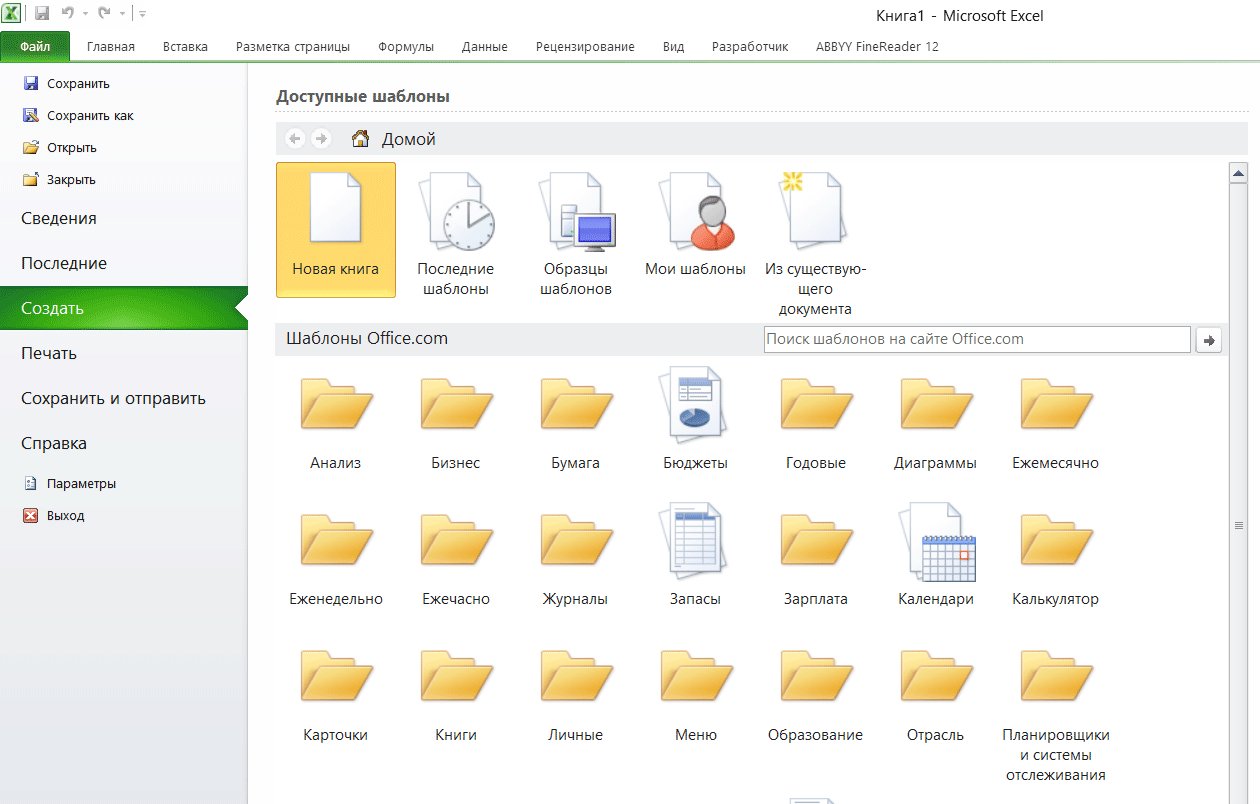 Книга1 - Microsoft Excel
Файл Главная Вставка Разметка страницы Формулы Данные Рецензирование Вид Разработчик ABBYY FineReader 12
Сохранить
Сохранить как
Открыть
Закрыть
Сведения
Последние
Создать
Печать
Сохранить и отправить
Справка
Параметры
Выход
Доступные шаблоны
Домой
Новая книга
Последние
шаблоны
Образцы
шаблонов
Мои шаблоны
Из существую-
щего
документа
Шаблоны Office.com
Поиск шаблонов на сайте Office.com
Анализ Бизнес Бумага Бюджеты Годовые Диаграммы Ежемесячно
Еженедельно Ежечасно Журналы Запасы Зарплата Календари Калькулятор
Карточки Книги Личные Меню Образование Отрасль Планировщики
и системы
отслеживания